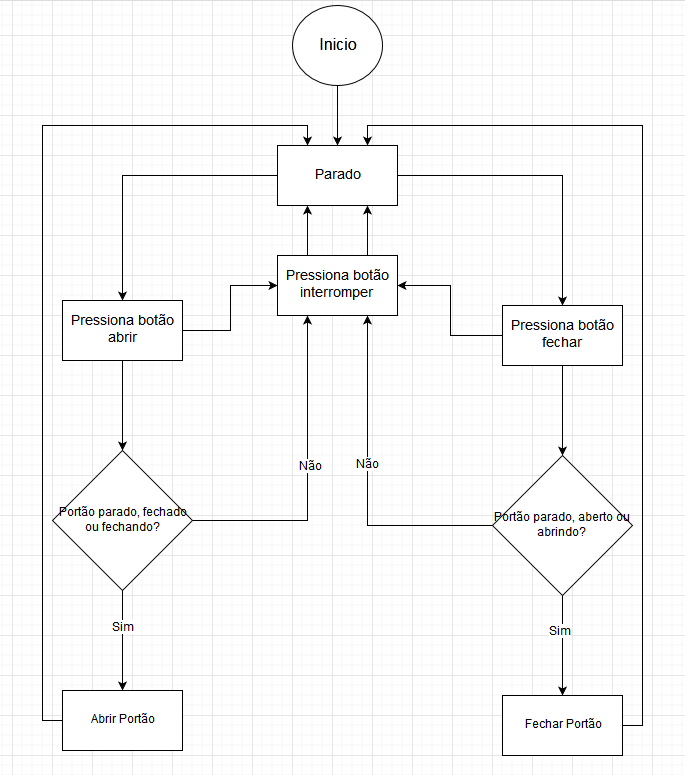 Inicio
Parado
Pressiona botão
interromper
Pressiona botão
abrir
Pressiona botão
fechar
Não
Não
Portão parado, fechado
ou fechando?
Portão parado, aberto ou
abrindo?
Sim
Sim
Abrir Portão
Fechar Portão